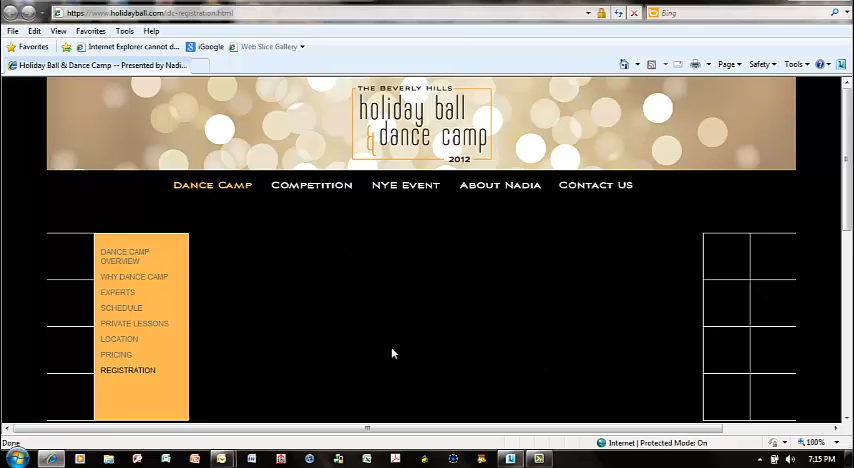 https://www.holidayball.com/dc-registration.html
Bing
File Edit View Favorites Tools Help
Favorites Internet Explorer cannot d... iGoogle Web Slice Gallery
Holiday Ball & Dance Camp -- Presented by Nadi...
Page Safety Tools
THE BEVERLY HILLS
holiday ball
& dance camp
2012
DANCE CAMP COMPETITION NYE EVENT ABOUT NADIA CONTACT US
DANCE CAMP
OVERVIEW
WHY DANCE CAMP
EXPERTS
SCHEDULE
PRIVATE LESSONS
LOCATION
PRICING
REGISTRATION
Done
Internet | Protected Mode: On
100%
7:15 PM